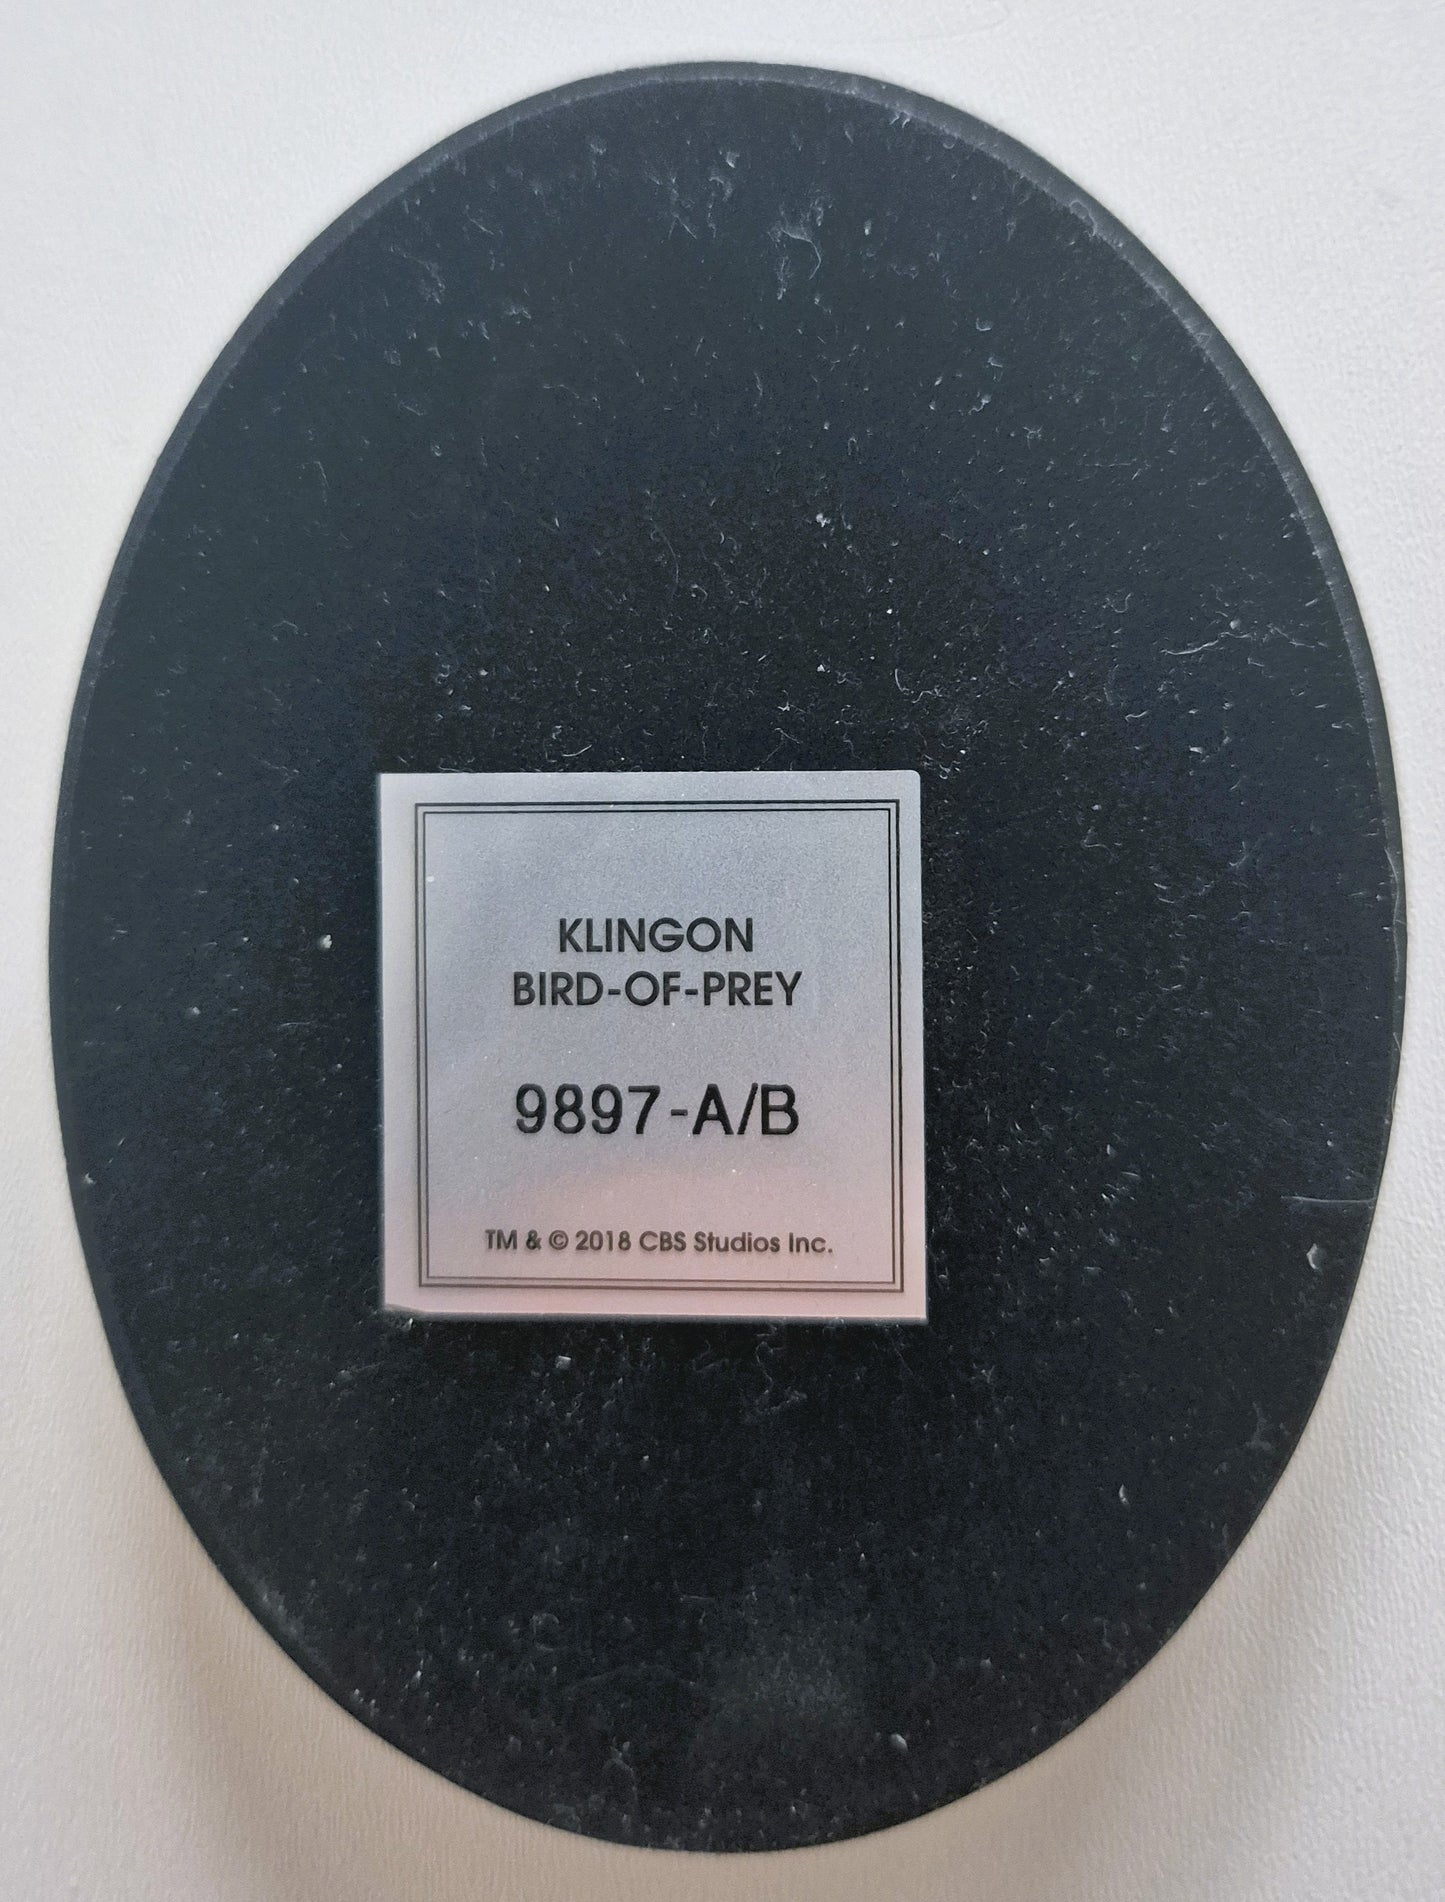 KLINGON
BIRD-OF-PREY
9897-A/B
TM & © 2018 CBS Studios Inc.